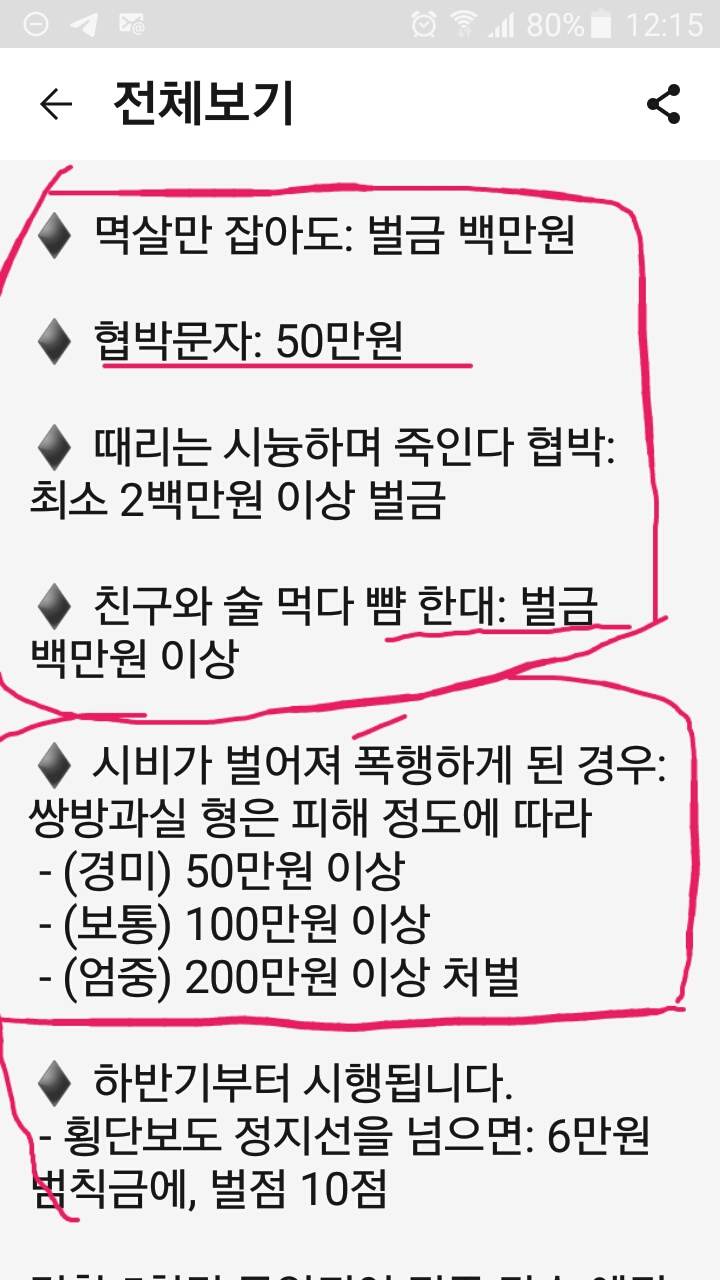 80% 12:15
전체보기
멱살만 잡아도: 벌금 백만원
협박문자: 50만원
때리는 시늉하며 죽인다 협박:
최소 2백만원 이상 벌금
친구와 술 먹다 뺨 한대: 벌금
백만원 이상
시비가 벌어져 폭행하게 된 경우:
쌍방과실 형은 피해 정도에 따라
- (경미) 50만원 이상
- (보통) 100만원 이상
- (엄중) 200만원 이상 처벌
하반기부터 시행됩니다.
- 횡단보도 정지선을 넘으면: 6만원
범칙금에, 벌점 10점